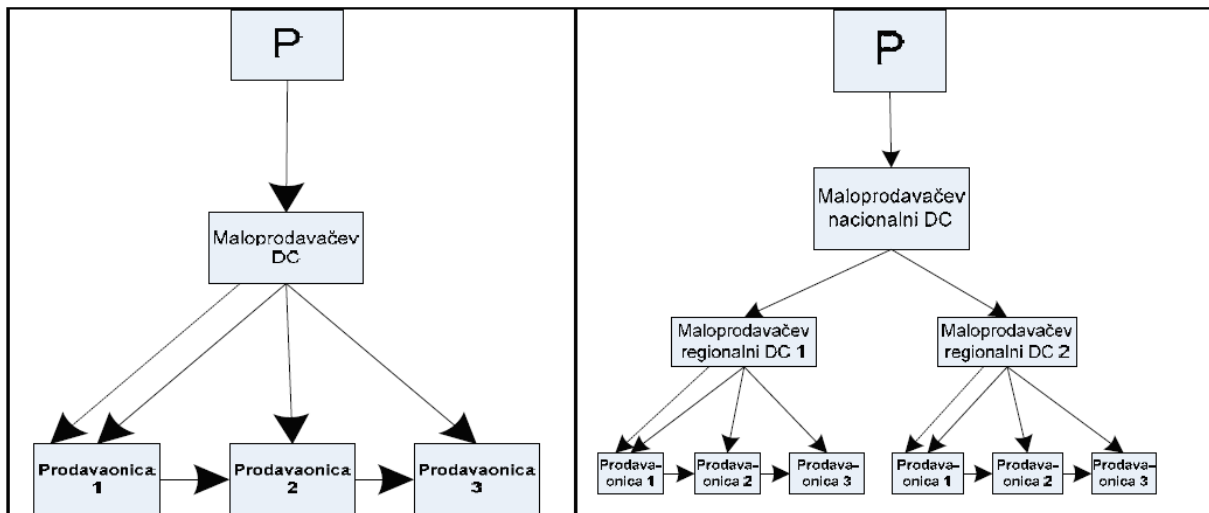 P
Maloprodavačev
DC
Prodavaonica
1
Prodavaonica
2
Prodavaonica
3
P
Maloprodavačev
nacionalni DC
Maloprodavačev
regionalni DC 1
Maloprodavačev
regionalni DC 2
Prodava-
onica 1
Prodava-
onica 2
Prodava-
onica 3
Prodava-
onica 1
Prodava-
onica 2
Prodava-
onica 3